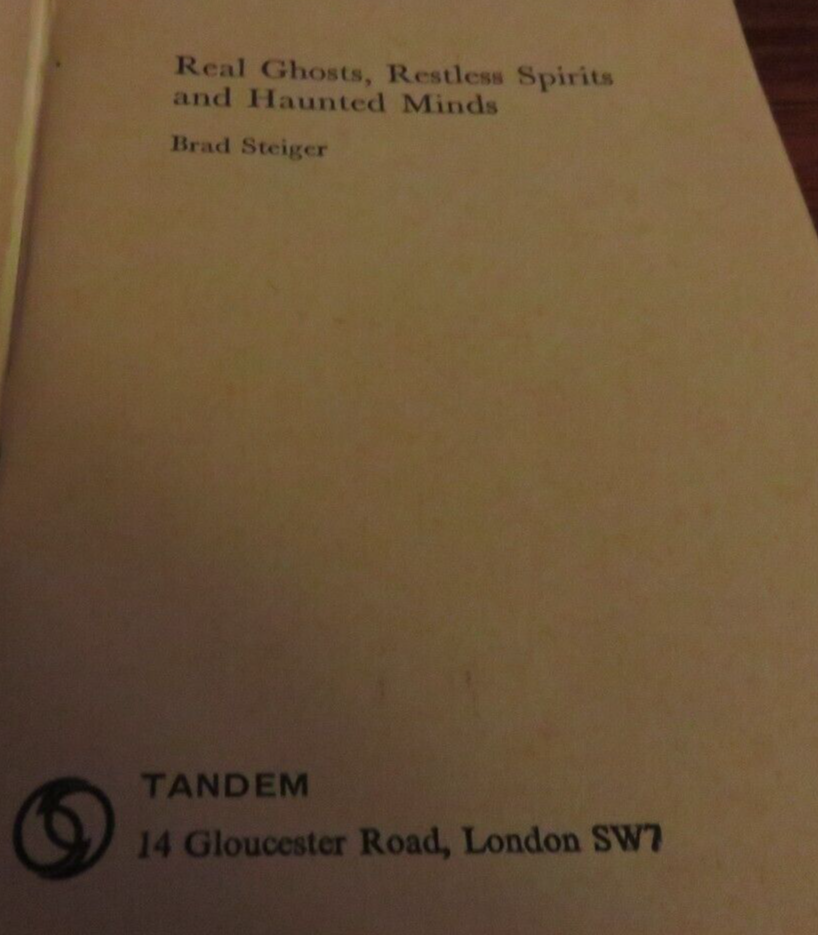 Real Ghosts, Restless Spirits
and Haunted Minds
Brad Steiger
TANDEM
14 Gloucester Road, London SW7